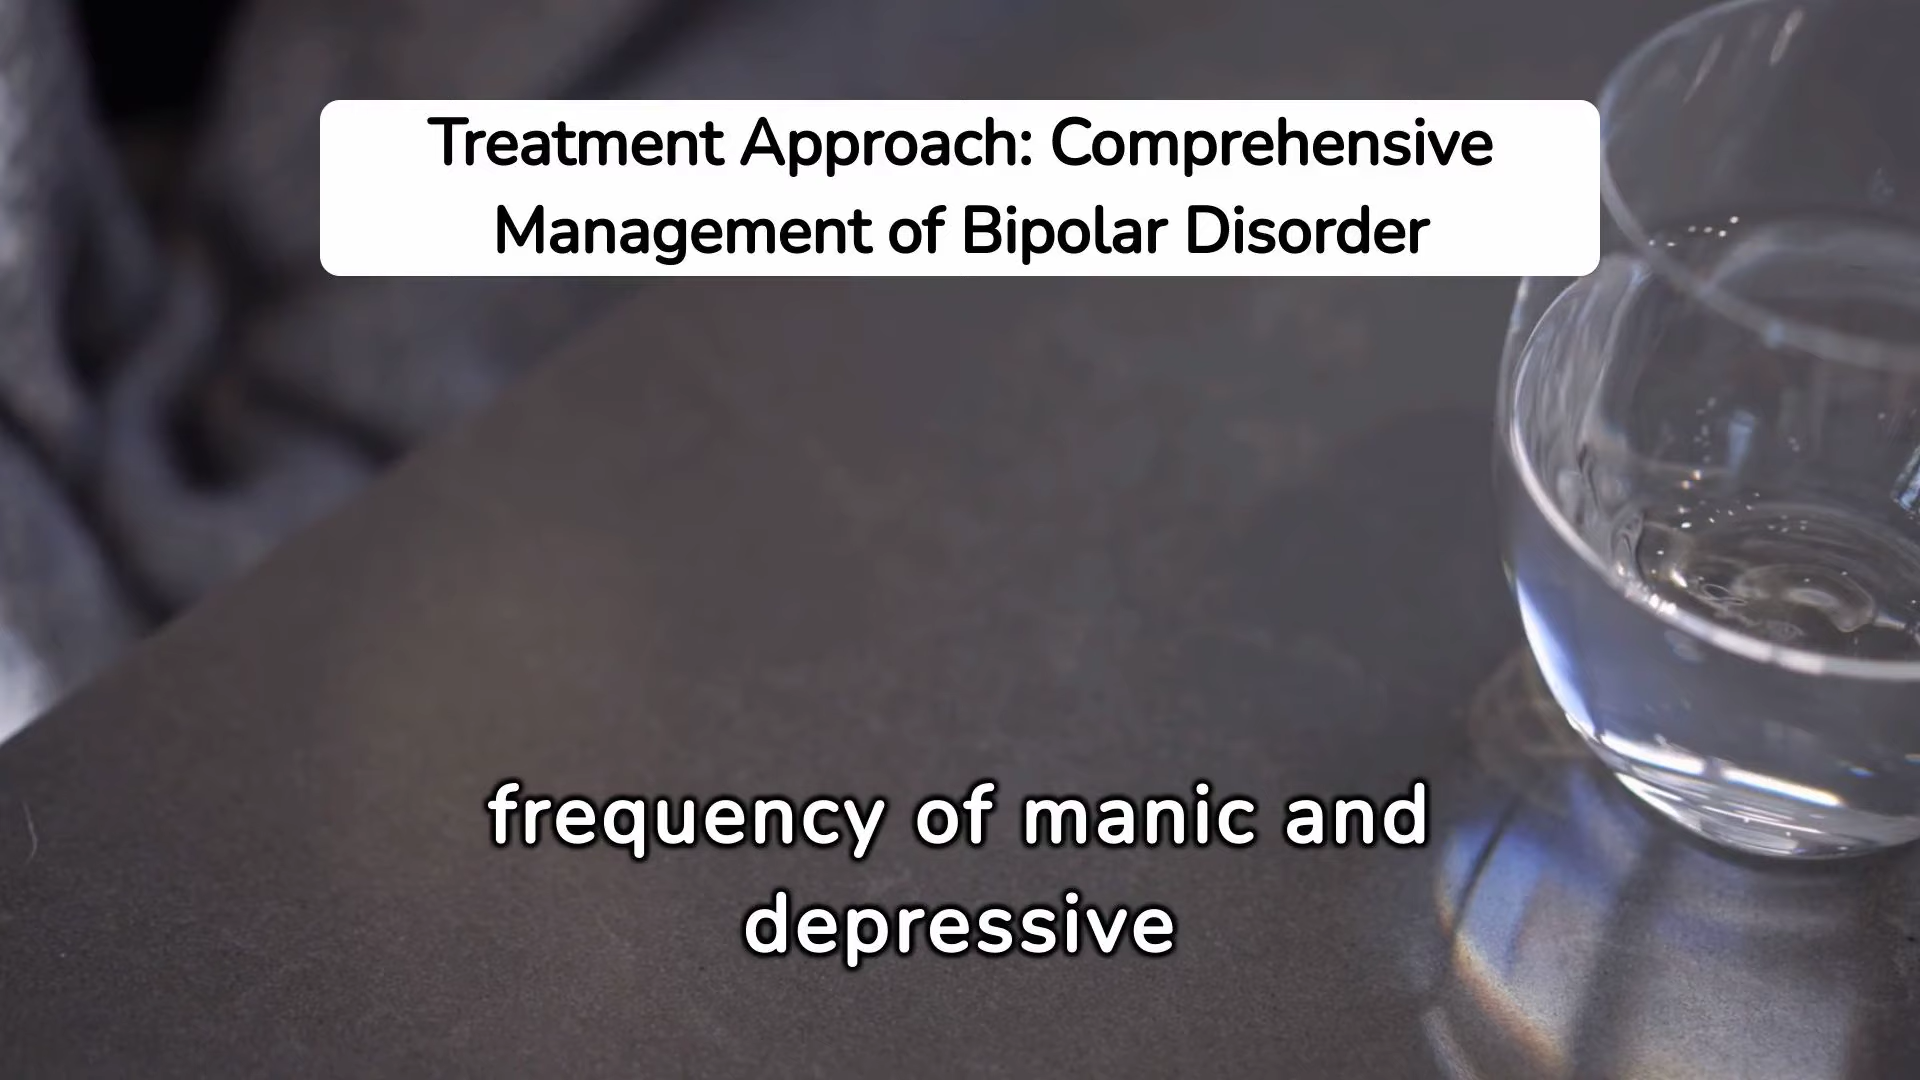 Treatment Approach: Comprehensive
Management of Bipolar Disorder
frequency of manic and
depressive